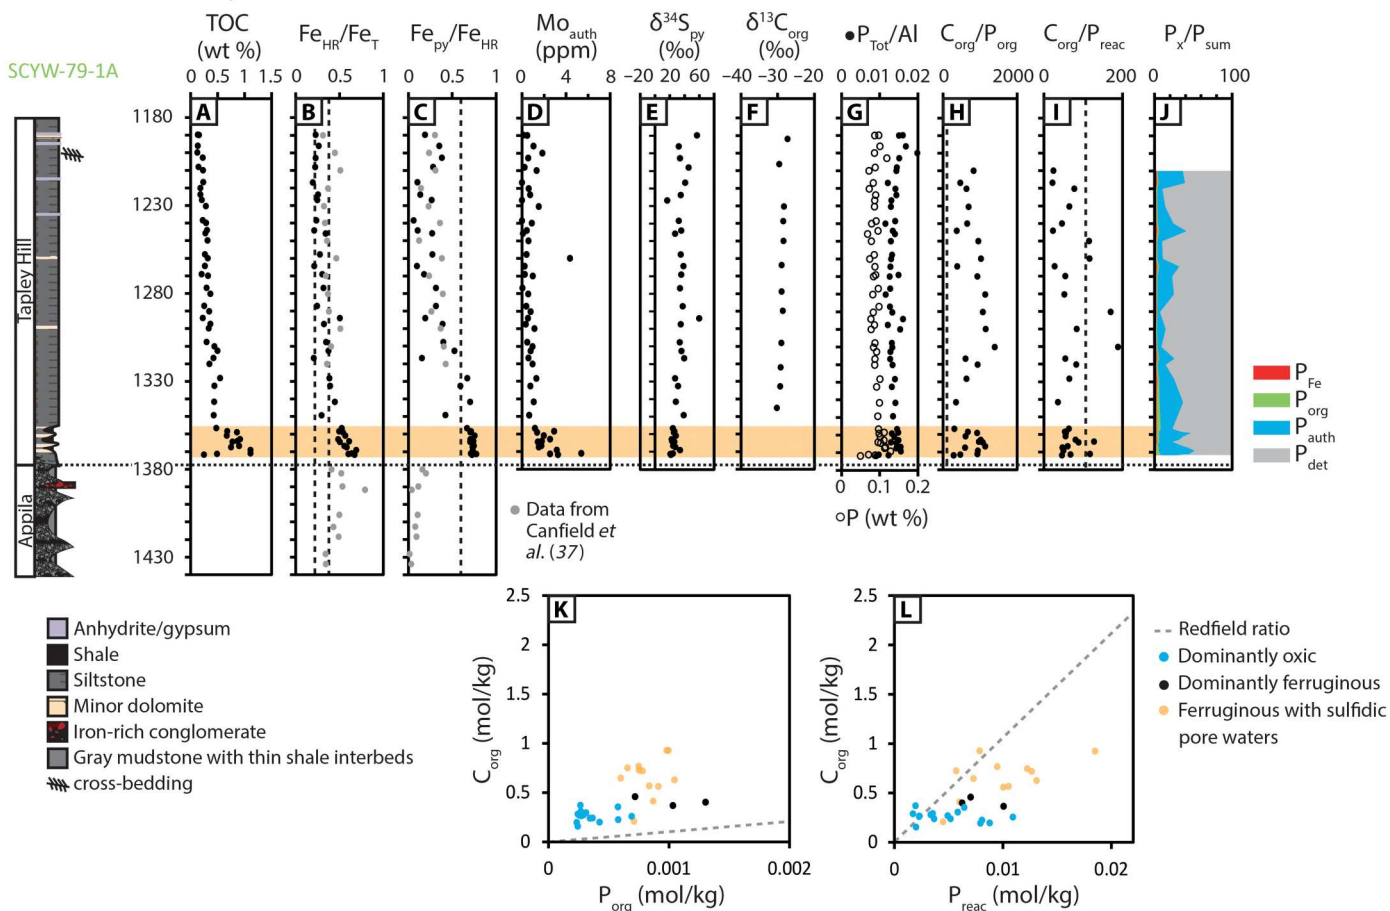 TOC
(wt %)
Fe_HR/Fe_T
Fe_py/Fe_HR
Mo_auth
(ppm)
δ³⁴S_py
(‰)
δ¹³C_org
(‰)
●P_Tot/Al
C_org/P_org
C_org/P_reac
P_x/P_sum
SCYW-79-1A
0 0.5 1 1.5
0 0.5 1
0 0.5 1
0 4 8
−20 20 60
−40 −30 −20
0 0.01 0.02
0 2000
0 200
0 100
A
B
C
D
E
F
G
H
I
J
1180
1230
1280
1330
1380
1430
Tapley Hill
Appila
P_Fe
P_org
P_auth
P_det
Data from
Canfield et
al. (37)
0 0.1 0.2
○P (wt %)
Anhydrite/gypsum
Shale
Siltstone
Minor dolomite
Iron-rich conglomerate
Gray mudstone with thin shale interbeds
cross-bedding
K
2.5
2
1.5
1
0.5
0
C_org (mol/kg)
0 0.001 0.002
P_org (mol/kg)
L
2.5
2
1.5
1
0.5
0
C_org (mol/kg)
0 0.01 0.02
P_reac (mol/kg)
Redfield ratio
Dominantly oxic
Dominantly ferruginous
Ferruginous with sulfidic
pore waters